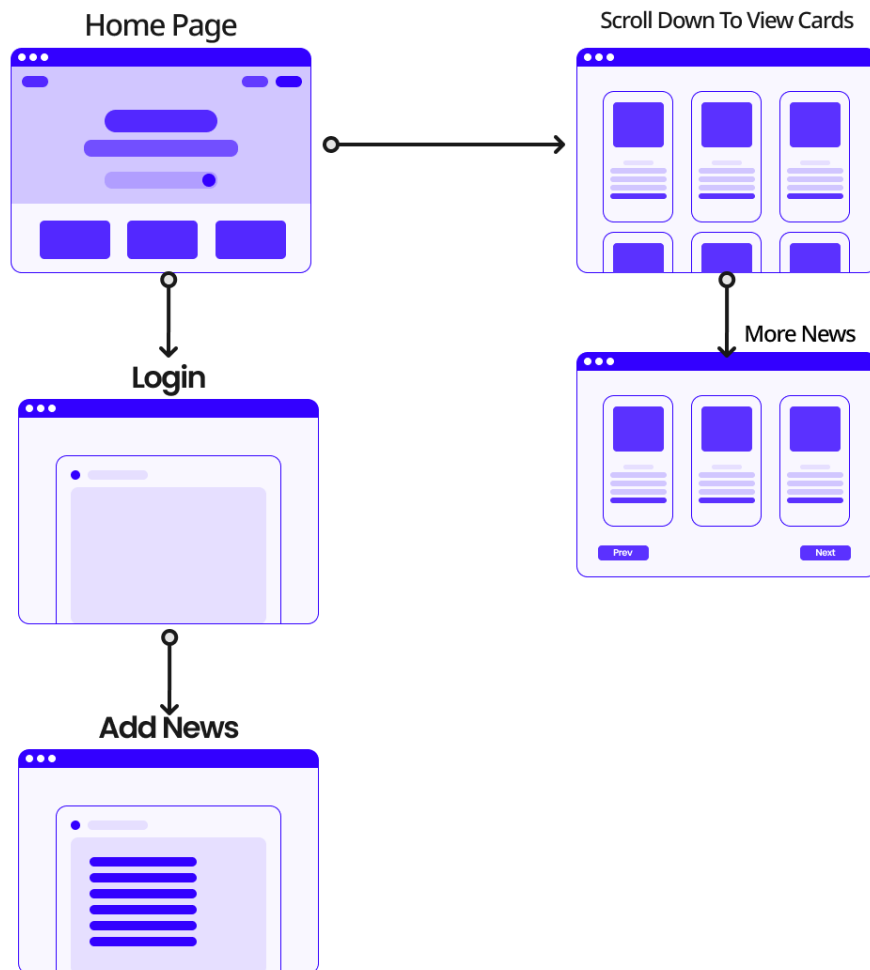 Home Page
Scroll Down To View Cards
More News
Login
Prev
Next
Add News